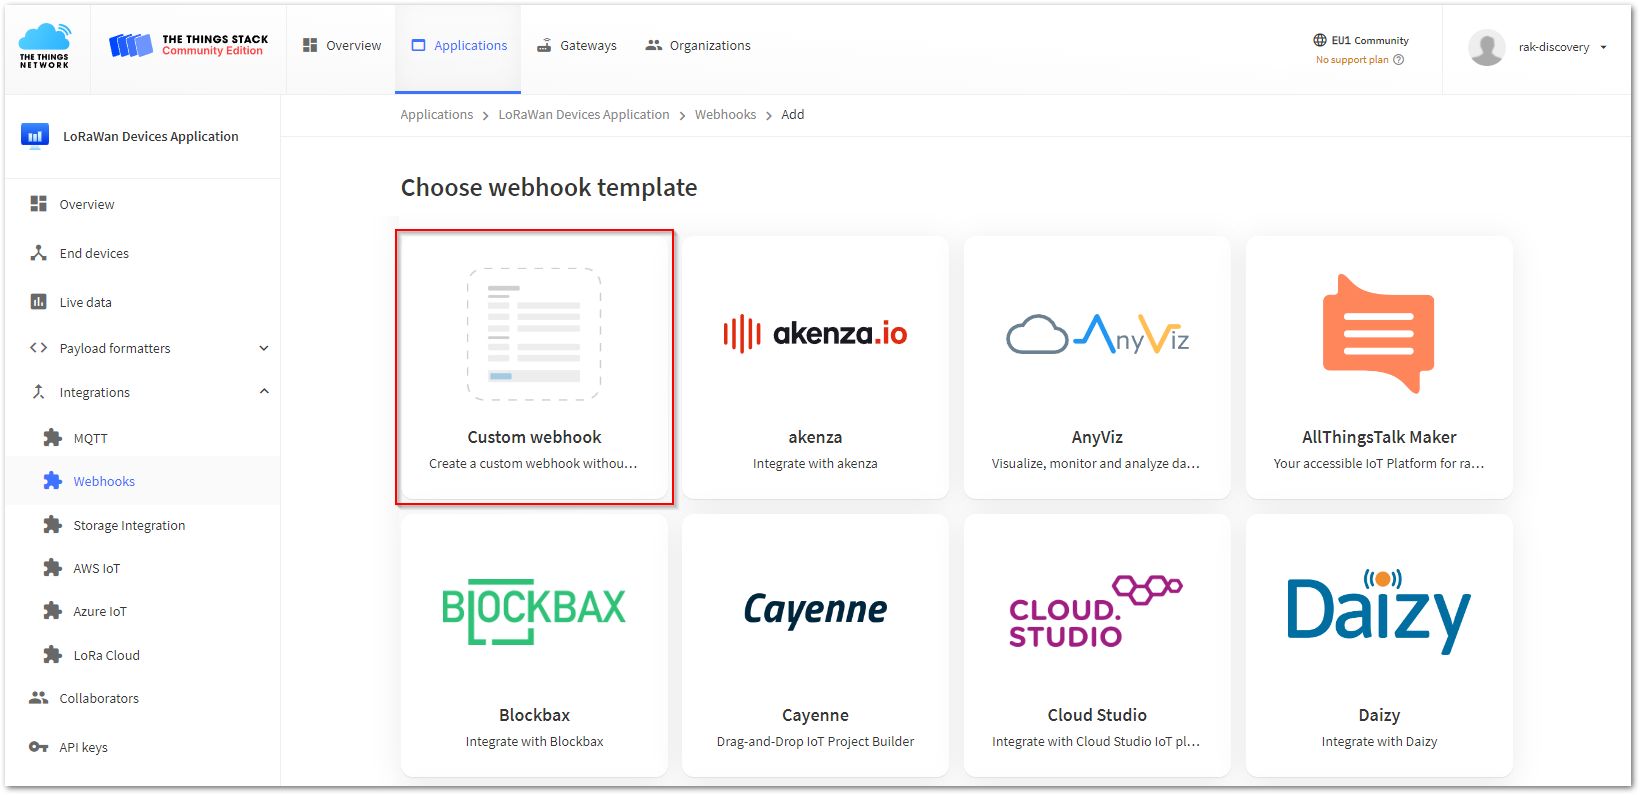 THE THINGS
NETWORK
THE THINGS STACK
Community Edition
Overview
Applications
Gateways
Organizations
EU1 Community
No support plan
rak-discovery
LoRaWan Devices Application
Overview
End devices
Live data
Payload formatters
Integrations
MQTT
Webhooks
Storage Integration
AWS IoT
Azure IoT
LoRa Cloud
Collaborators
API keys
Applications > LoRaWan Devices Application > Webhooks > Add
Choose webhook template
Custom webhook
Create a custom webhook withou…
akenza.io
akenza
Integrate with akenza
AnyViz
AnyViz
Visualize, monitor and analyze da…
AllThingsTalk Maker
Your accessible IoT Platform for ra…
BLOCKBAX
Blockbax
Integrate with Blockbax
Cayenne
Cayenne
Drag-and-Drop IoT Project Builder
CLOUD.
STUDIO
Cloud Studio
Integrate with Cloud Studio IoT pl…
Daizy
Daizy
Integrate with Daizy